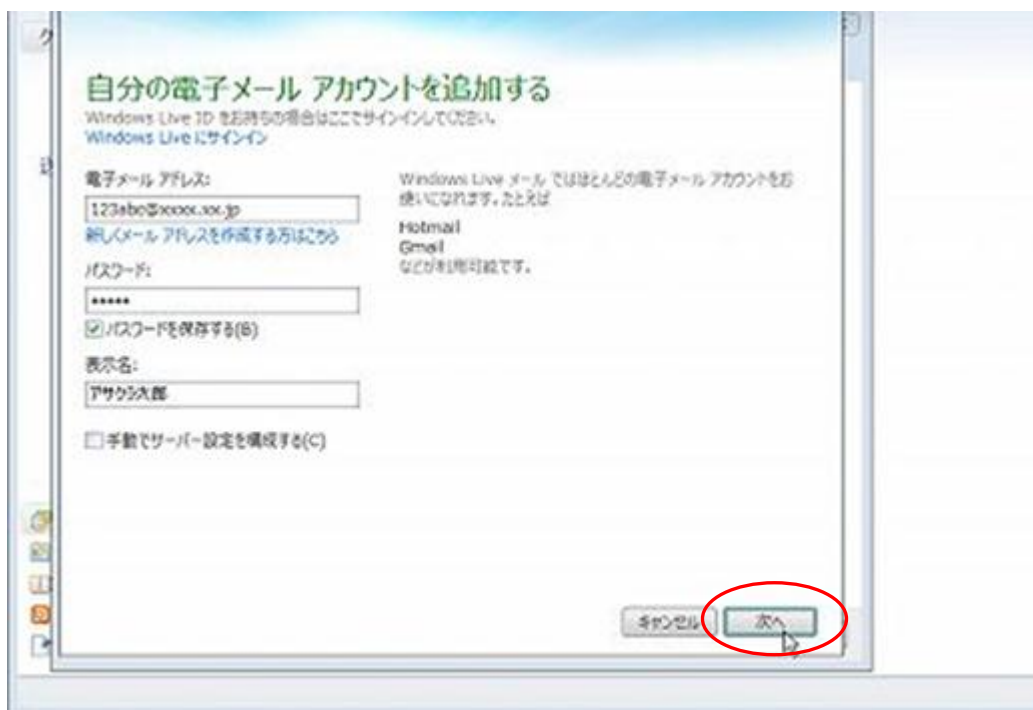 自分の電子メール アカウントを追加する
Windows Live ID をお持ちの場合はここでサインインしてください。
Windows Live にサインイン
電子メール アドレス:
123abc@xxxxx.xx.jp
新しくメール アドレスを作成する方はこちら
パスワード:
•••••
パスワードを保存する(B)
表示名:
アサクラ太郎
手動でサーバー設定を構成する(C)
Windows Live メール ではほとんどの電子メール アカウントをお
使いになれます。たとえば
Hotmail
Gmail
などが利用可能です。
キャンセル
次へ